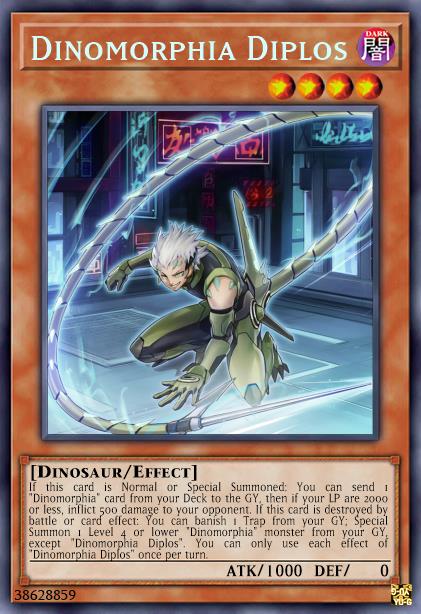 DINOMORPHIA DIPLOS
DARK
闇
[DINOSAUR/EFFECT]
If this card is Normal or Special Summoned: You can send 1
"Dinomorphia" card from your Deck to the GY, then if your LP are 2000
or less, inflict 500 damage to your opponent. If this card is destroyed by
battle or card effect: You can banish 1 Trap from your GY; Special
Summon 1 Level 4 or lower "Dinomorphia" monster from your GY,
except "Dinomorphia Diplos". You can only use each effect of
"Dinomorphia Diplos" once per turn.
ATK/1000 DEF/ 0
38628859